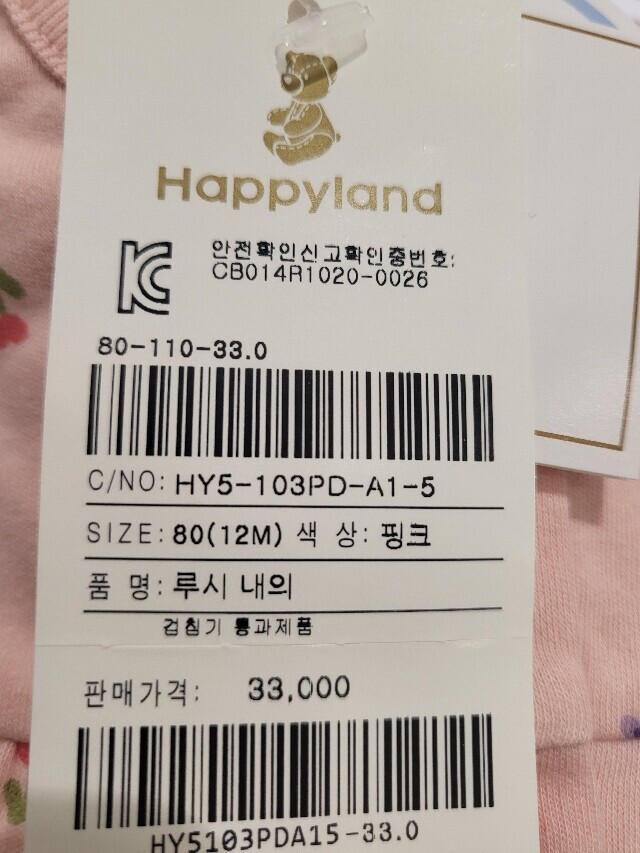 Happyland
안전확인신고확인증번호:
CB014R1020-0026
80-110-33.0
C/NO: HY5-103PD-A1-5
SIZE: 80(12M) 색 상: 핑크
품 명: 루시 내의
검침기 통과제품
판매가격: 33,000
HY5103PDA15-33.0